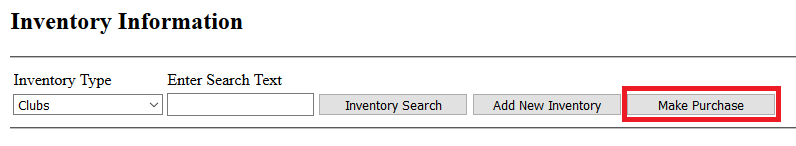 Inventory Information
Inventory Type Enter Search Text
Clubs Inventory Search Add New Inventory Make Purchase